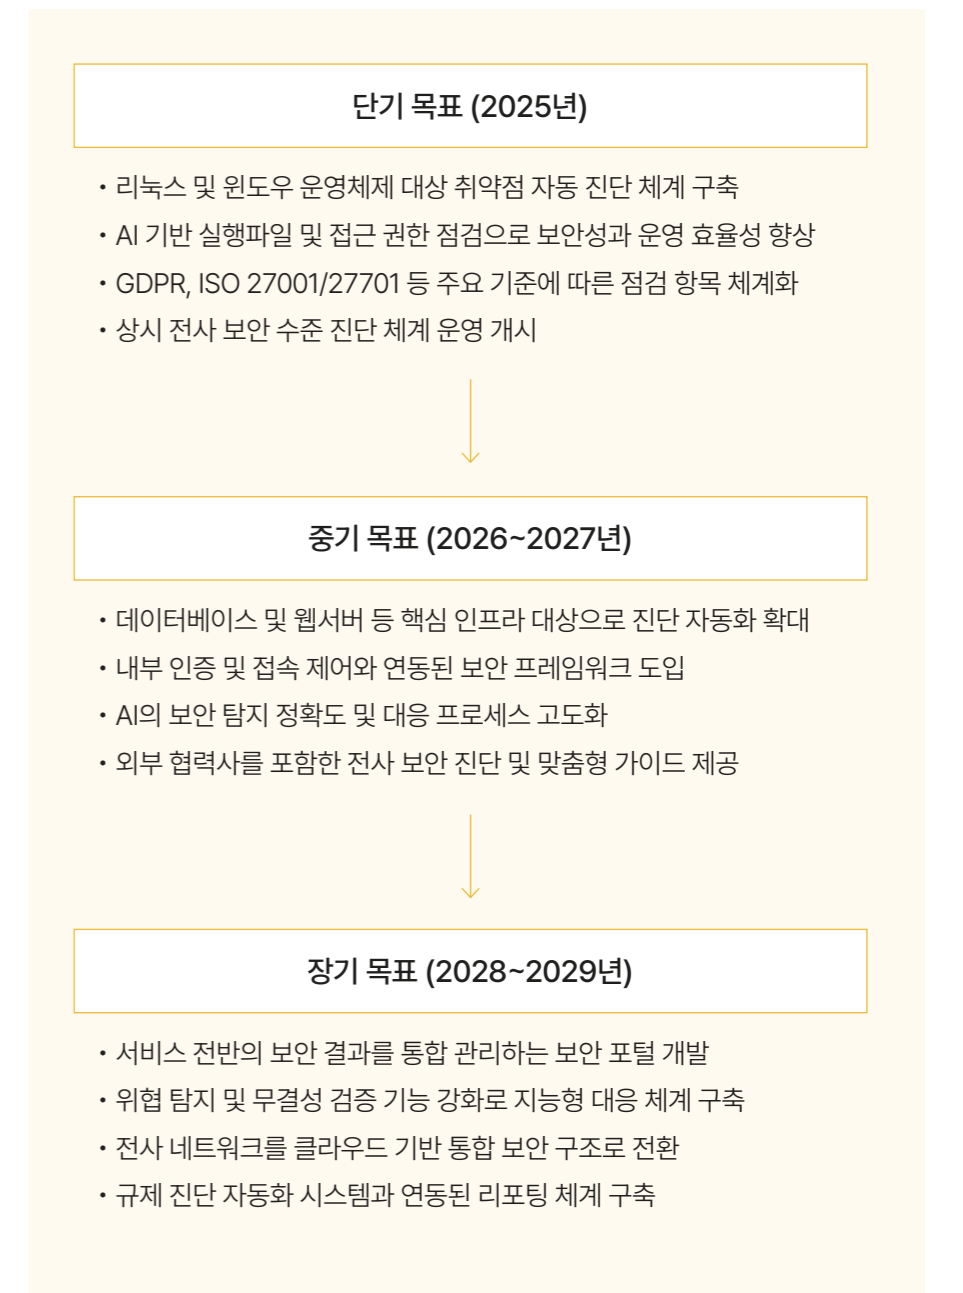 단기 목표 (2025년)
• 리눅스 및 윈도우 운영체제 대상 취약점 자동 진단 체계 구축
• AI 기반 실행파일 및 접근 권한 점검으로 보안성과 운영 효율성 향상
• GDPR, ISO 27001/27701 등 주요 기준에 따른 점검 항목 체계화
• 상시 전사 보안 수준 진단 체계 운영 개시
중기 목표 (2026~2027년)
• 데이터베이스 및 웹서버 등 핵심 인프라 대상으로 진단 자동화 확대
• 내부 인증 및 접속 제어와 연동된 보안 프레임워크 도입
• AI의 보안 탐지 정확도 및 대응 프로세스 고도화
• 외부 협력사를 포함한 전사 보안 진단 및 맞춤형 가이드 제공
장기 목표 (2028~2029년)
• 서비스 전반의 보안 결과를 통합 관리하는 보안 포털 개발
• 위협 탐지 및 무결성 검증 기능 강화로 지능형 대응 체계 구축
• 전사 네트워크를 클라우드 기반 통합 보안 구조로 전환
• 규제 진단 자동화 시스템과 연동된 리포팅 체계 구축